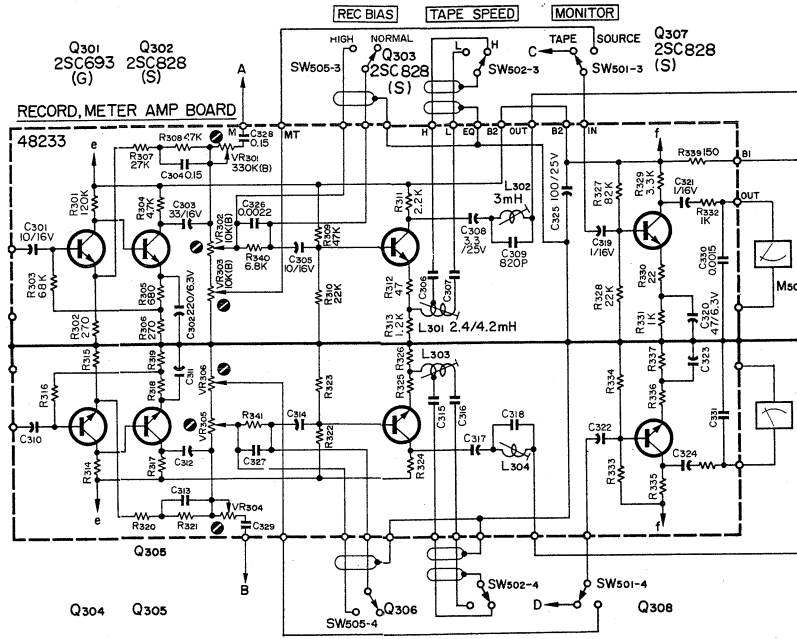 REC BIAS
TAPE SPEED
MONITOR
HIGH
NORMAL
H
L
C
TAPE
SOURCE
Q301
2SC693
(G)
Q302
2SC828
(S)
Q303
2SC828
(S)
Q307
2SC828
(S)
SW505-3
SW502-3
SW501-3
A
RECORD, METER AMP BOARD
48233
M
MT
H
L
EQ
B2
OUT
B2
IN
e
f
R308 47K
C328
0.15
R307
27K
C304 0.15
VR301
330K(B)
R339 150
B1
R301
120K
R304
4.7K
C303
33/16V
VR302
10K(B)
C326
0.0022
R309
47K
R311
2.2K
L302
3mH
C325 100/25V
R327
82K
R329
3.3K
C321
1/16V
OUT
R332
1K
C301
10/16V
R340
6.8K
C305
10/16V
C308
3.3
/25V
C309
820P
C319
1/16V
R303
68K
R305
680
C302 220/6.3V
VR303
10K(B)
R310
22K
R312
47
C306
C307
R328
22K
R330
22
C330
0.0015
M50
R302
270
R306
270
R313
1.2K
L301 2.4/4.2mH
R331
1K
C320
47/6.3V
R315
R319
C311
R326
L303
R337
C323
R316
R318
VR306
R323
R325
R334
R336
C310
VR305
R341
C314
C315
C316
C318
C322
C331
R322
C327
C317
L304
R314
R317
C312
R324
R333
C324
R335
C313
e
VR304
f
R320
R321
C329
Q305
B
SW502-4
SW501-4
D
Q304
Q305
SW505-4
Q306
Q308